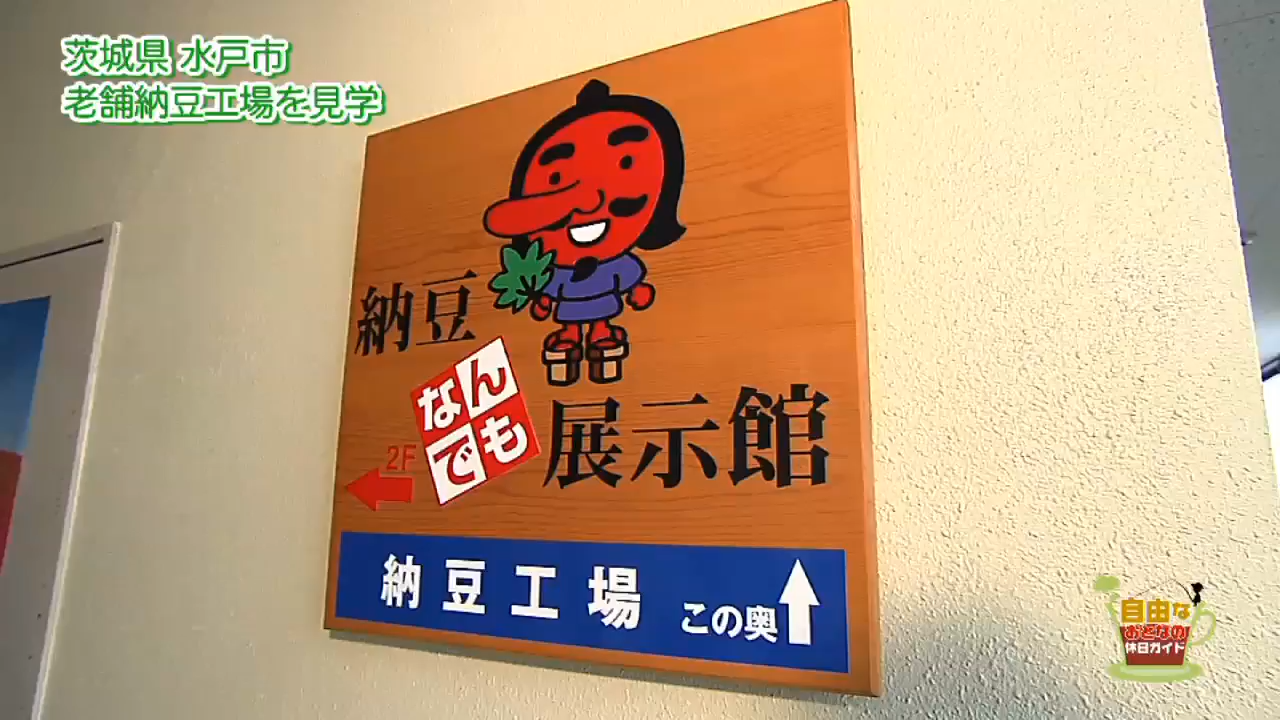 茨城県 水戸市
老舗納豆工場を見学
納豆
なんでも
展示館
2F
納豆工場 この奥
自由な
おとなの
休日ガイド